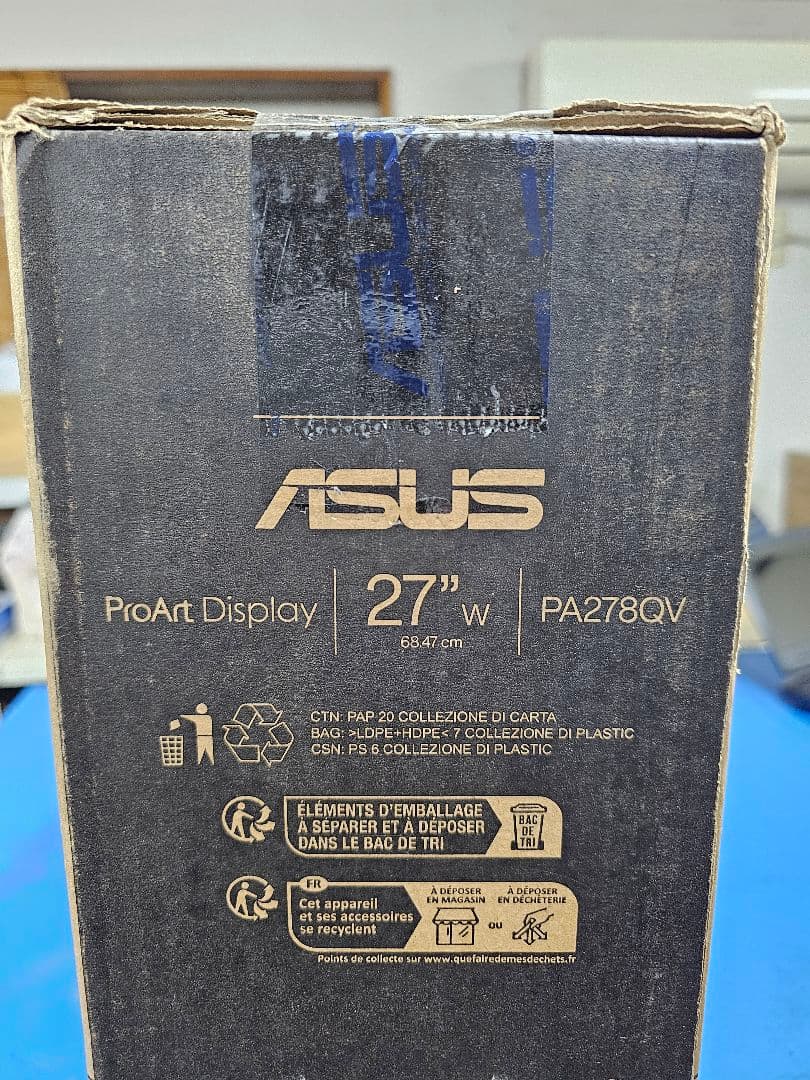 ASUS
ASUS
ProArt Display
27" W
68.47 cm
PA278QV
CTN: PAP 20 COLLEZIONE DI CARTA
BAG: >LDPE+HDPE< 7 COLLEZIONE DI PLASTIC
CSN: PS 6 COLLEZIONE DI PLASTIC
ÉLÉMENTS D'EMBALLAGE
À SÉPARER ET À DÉPOSER
DANS LE BAC DE TRI
BAC
DE
TRI
FR
Cet appareil
et ses accessoires
se recyclent
À DÉPOSER
EN MAGASIN
OU
À DÉPOSER
EN DÉCHÈTERIE
Points de collecte sur www.quefairedemesdechets.fr